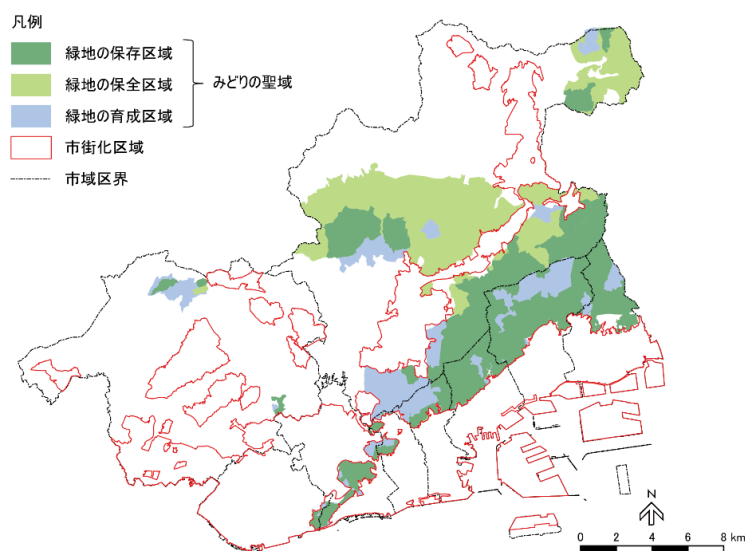 凡例
緑地の保存区域
緑地の保全区域
緑地の育成区域
みどりの聖域
市街化区域
市域区界
N
0 2 4 6 8 km